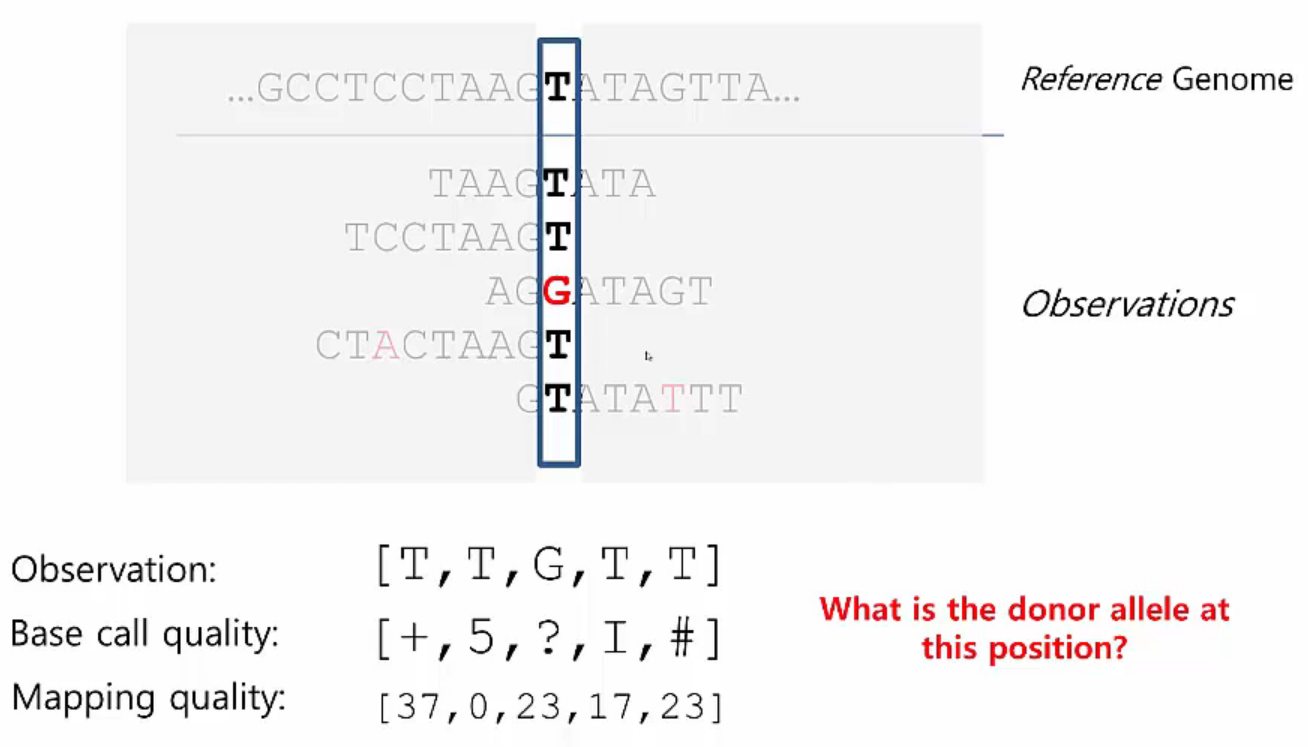 ...GCCTCCTAAGTATAGTTA...
Reference Genome
TAAGTATA
TCCTAAGT
AGGATAGT
CTACTAAGT
GTATATTT
Observations
Observation: [T,T,G,T,T]
Base call quality: [+,5,?,I,#]
Mapping quality: [37,0,23,17,23]
What is the donor allele at
this position?